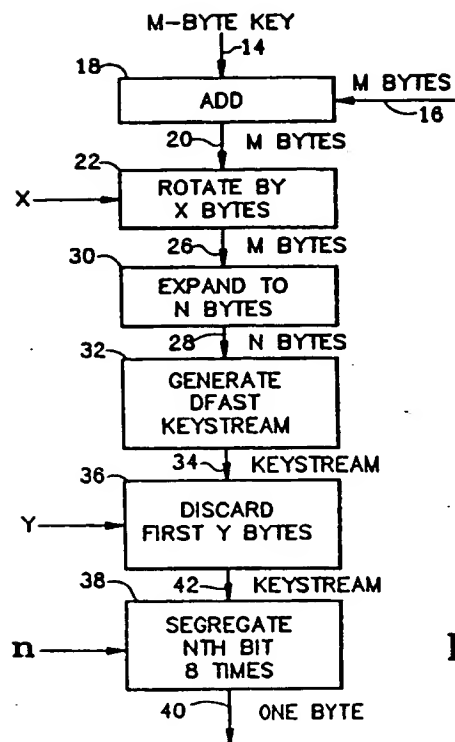 M-BYTE KEY
14
18
ADD
M BYTES
16
20 M BYTES
22
X
ROTATE BY
X BYTES
26 M BYTES
30
EXPAND TO
N BYTES
28 N BYTES
32
GENERATE
DFAST
KEYSTREAM
34 KEYSTREAM
36
Y
DISCARD
FIRST Y BYTES
42 KEYSTREAM
38
n
SEGREGATE
NTH BIT
8 TIMES
40 ONE BYTE